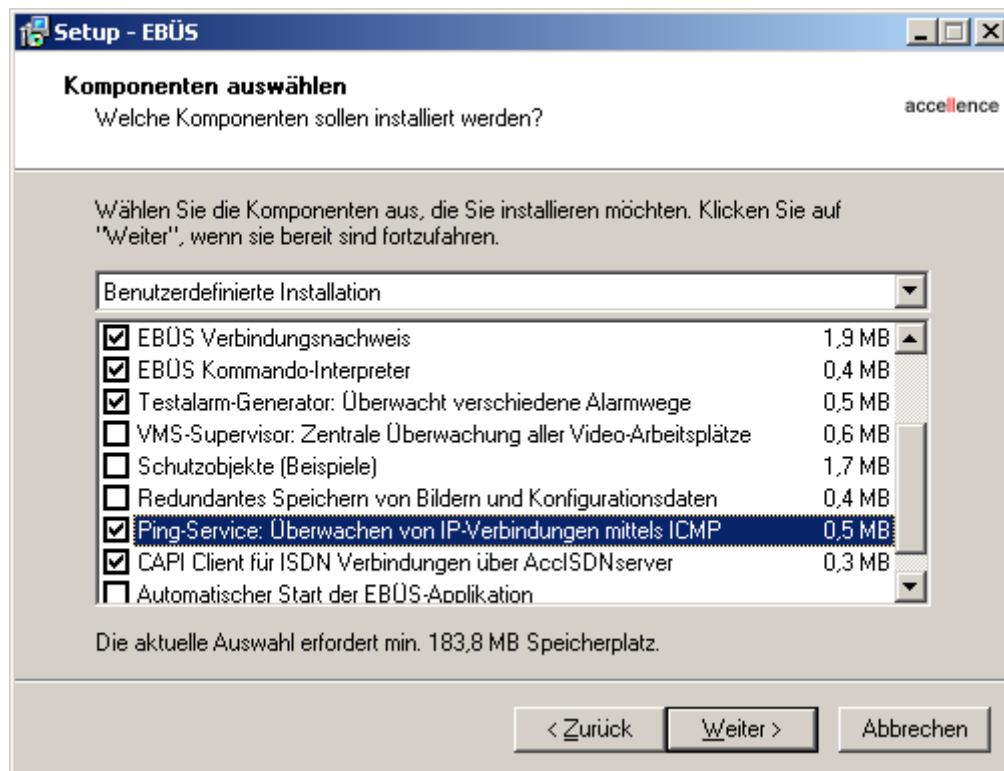 Setup - EBÜS
Komponenten auswählen
Welche Komponenten sollen installiert werden?
accellence
Wählen Sie die Komponenten aus, die Sie installieren möchten. Klicken Sie auf
"Weiter", wenn sie bereit sind fortzufahren.
Benutzerdefinierte Installation
EBÜS Verbindungsnachweis 1,9 MB
EBÜS Kommando-Interpreter 0,4 MB
Testalarm-Generator: Überwacht verschiedene Alarmwege 0,5 MB
VMS-Supervisor: Zentrale Überwachung aller Video-Arbeitsplätze 0,6 MB
Schutzobjekte (Beispiele) 1,7 MB
Redundantes Speichern von Bildern und Konfigurationsdaten 0,4 MB
Ping-Service: Überwachen von IP-Verbindungen mittels ICMP 0,5 MB
CAPI Client für ISDN Verbindungen über AccISDNserver 0,3 MB
Automatischer Start der EBÜS-Applikation
Die aktuelle Auswahl erfordert min. 183,8 MB Speicherplatz.
< Zurück Weiter > Abbrechen